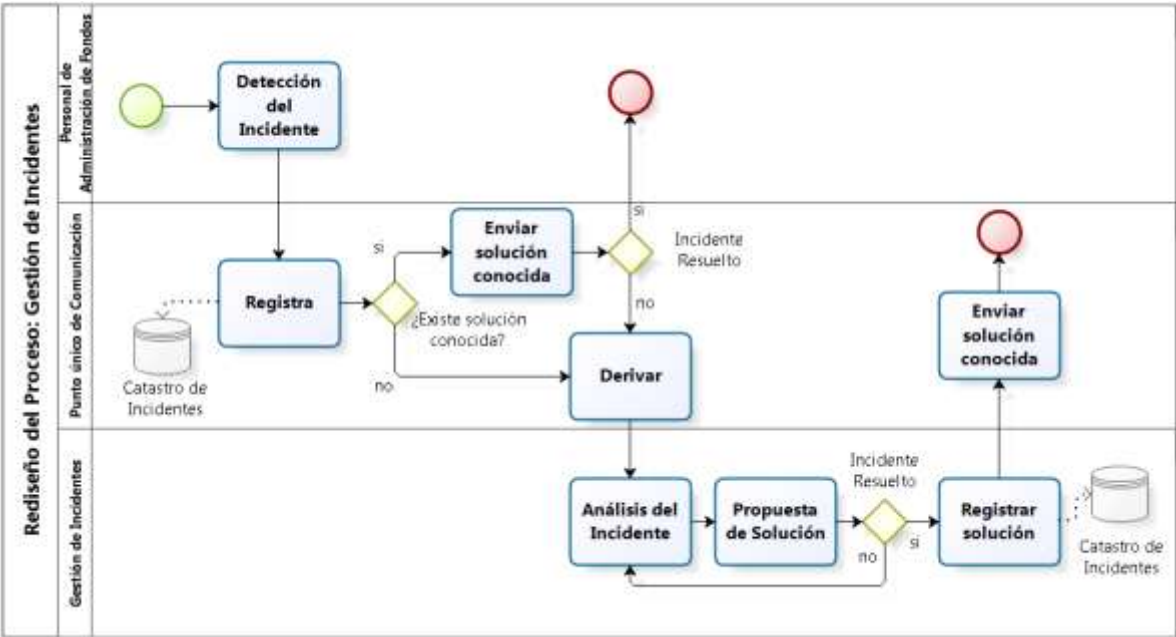 Rediseño del Proceso: Gestión de Incidentes
Personal de
Administración de Fondos
Detección
del
Incidente
Punto único de Comunicación
Registra
Catastro de
Incidentes
si
¿Existe solución
conocida?
no
Enviar
solución
conocida
si
Incidente
Resuelto
no
Derivar
Enviar
solución
conocida
Gestión de Incidentes
Análisis del
Incidente
Propuesta
de Solución
Incidente
Resuelto
no
si
Registrar
solución
Catastro de
Incidentes